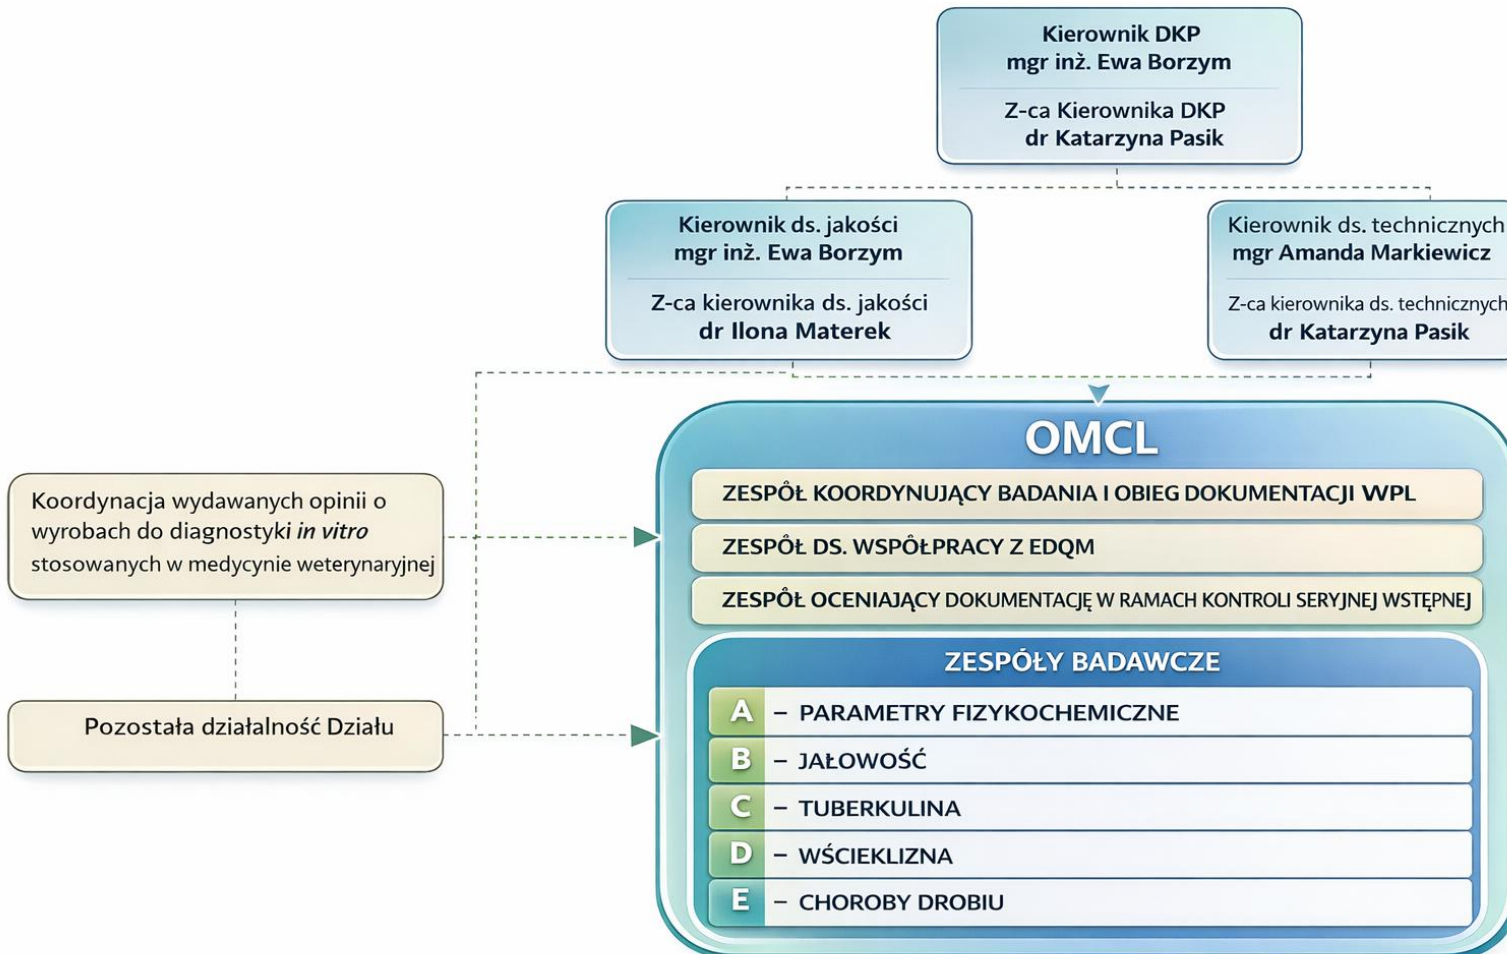 Kierownik DKP
mgr inż. Ewa Borzym
Z-ca Kierownika DKP
dr Katarzyna Pasik
Kierownik ds. jakości
mgr inż. Ewa Borzym
Z-ca kierownika ds. jakości
dr Ilona Materek
Kierownik ds. technicznych
mgr Amanda Markiewicz
Z-ca kierownika ds. technicznych
dr Katarzyna Pasik
Koordynacja wydawanych opinii o
wyrobach do diagnostyki in vitro
stosowanych w medycynie weterynaryjnej
Pozostała działalność Działu
OMCL
ZESPÓŁ KOORDYNUJĄCY BADANIA I OBIEG DOKUMENTACJI WPL
ZESPÓŁ DS. WSPÓŁPRACY Z EDQM
ZESPÓŁ OCENIAJĄCY DOKUMENTACJĘ W RAMACH KONTROLI SERYJNEJ WSTĘPNEJ
ZESPÓŁY BADAWCZE
A – PARAMETRY FIZYKOCHEMICZNE
B – JAŁOWOŚĆ
C – TUBERKULINA
D – WŚCIEKLIZNA
E – CHOROBY DROBIU